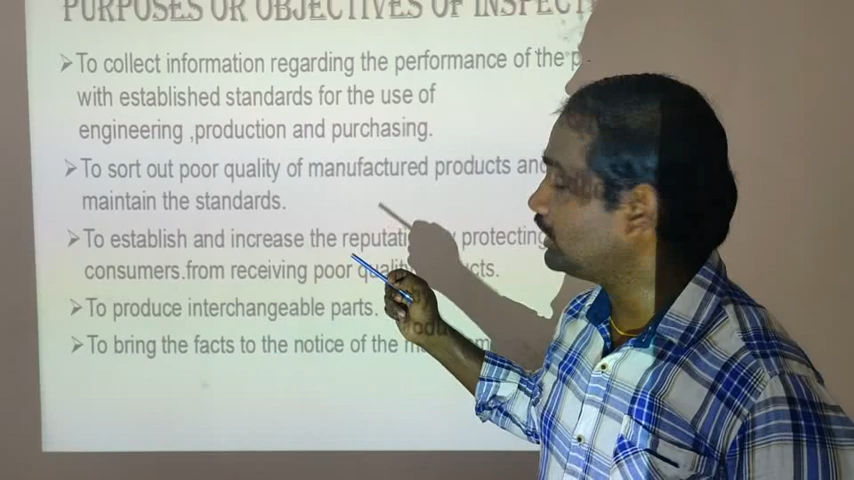 PURPOSES OR OBJECTIVES OF INSPECT
➢To collect information regarding the performance of the p
with established standards for the use of
engineering ,production and purchasing.
➢To sort out poor quality of manufactured products and
maintain the standards.
➢To establish and increase the reputati protecting
consumers.from receiving poor quality cts.
➢To produce interchangeable parts.
➢To bring the facts to the notice of the m